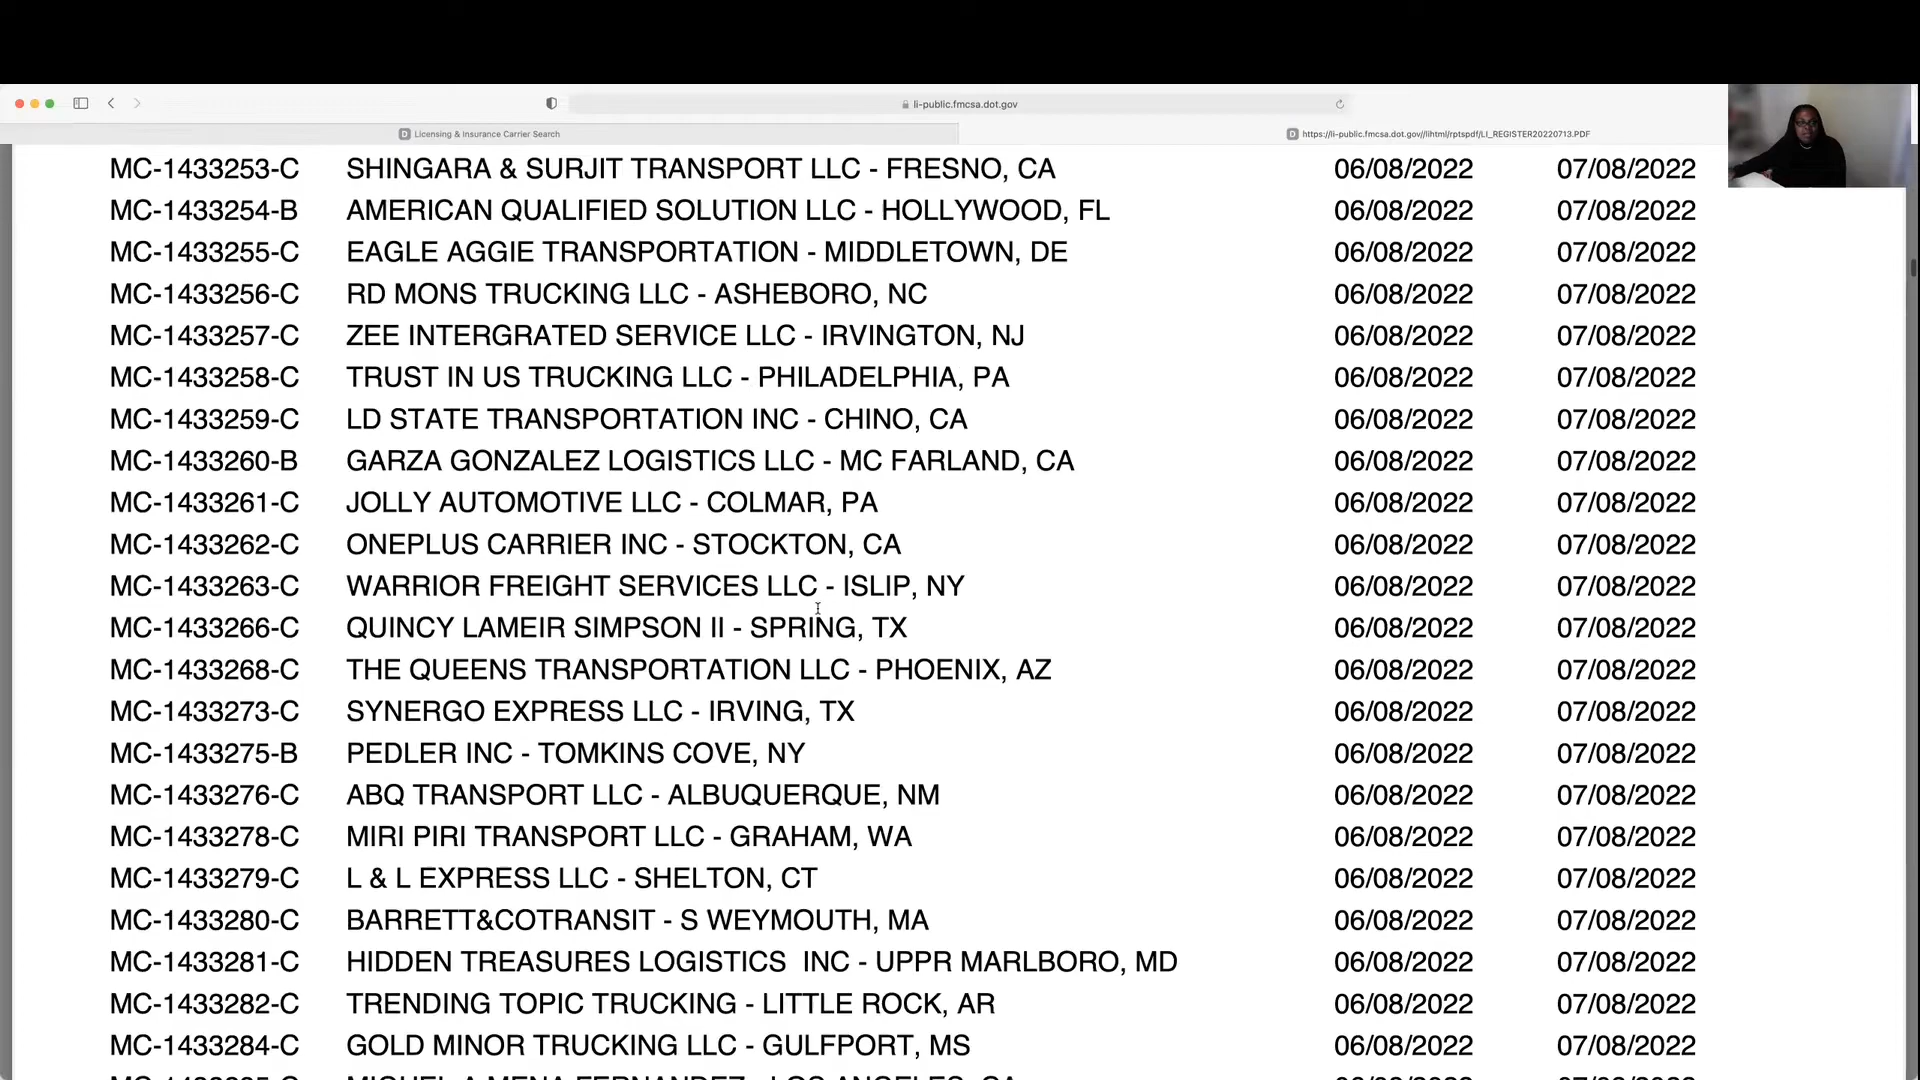 li-public.fmcsa.dot.gov
Licensing & Insurance Carrier Search
https://li-public.fmcsa.dot.gov//lihtml/rptspdf/LI_REGISTER20220713.PDF
MC-1433253-C SHINGARA & SURJIT TRANSPORT LLC - FRESNO, CA 06/08/2022 07/08/2022
MC-1433254-B AMERICAN QUALIFIED SOLUTION LLC - HOLLYWOOD, FL 06/08/2022 07/08/2022
MC-1433255-C EAGLE AGGIE TRANSPORTATION - MIDDLETOWN, DE 06/08/2022 07/08/2022
MC-1433256-C RD MONS TRUCKING LLC - ASHEBORO, NC 06/08/2022 07/08/2022
MC-1433257-C ZEE INTERGRATED SERVICE LLC - IRVINGTON, NJ 06/08/2022 07/08/2022
MC-1433258-C TRUST IN US TRUCKING LLC - PHILADELPHIA, PA 06/08/2022 07/08/2022
MC-1433259-C LD STATE TRANSPORTATION INC - CHINO, CA 06/08/2022 07/08/2022
MC-1433260-B GARZA GONZALEZ LOGISTICS LLC - MC FARLAND, CA 06/08/2022 07/08/2022
MC-1433261-C JOLLY AUTOMOTIVE LLC - COLMAR, PA 06/08/2022 07/08/2022
MC-1433262-C ONEPLUS CARRIER INC - STOCKTON, CA 06/08/2022 07/08/2022
MC-1433263-C WARRIOR FREIGHT SERVICES LLC - ISLIP, NY 06/08/2022 07/08/2022
MC-1433266-C QUINCY LAMEIR SIMPSON II - SPRING, TX 06/08/2022 07/08/2022
MC-1433268-C THE QUEENS TRANSPORTATION LLC - PHOENIX, AZ 06/08/2022 07/08/2022
MC-1433273-C SYNERGO EXPRESS LLC - IRVING, TX 06/08/2022 07/08/2022
MC-1433275-B PEDLER INC - TOMKINS COVE, NY 06/08/2022 07/08/2022
MC-1433276-C ABQ TRANSPORT LLC - ALBUQUERQUE, NM 06/08/2022 07/08/2022
MC-1433278-C MIRI PIRI TRANSPORT LLC - GRAHAM, WA 06/08/2022 07/08/2022
MC-1433279-C L & L EXPRESS LLC - SHELTON, CT 06/08/2022 07/08/2022
MC-1433280-C BARRETT&COTRANSIT - S WEYMOUTH, MA 06/08/2022 07/08/2022
MC-1433281-C HIDDEN TREASURES LOGISTICS  INC - UPPR MARLBORO, MD 06/08/2022 07/08/2022
MC-1433282-C TRENDING TOPIC TRUCKING - LITTLE ROCK, AR 06/08/2022 07/08/2022
MC-1433284-C GOLD MINOR TRUCKING LLC - GULFPORT, MS 06/08/2022 07/08/2022